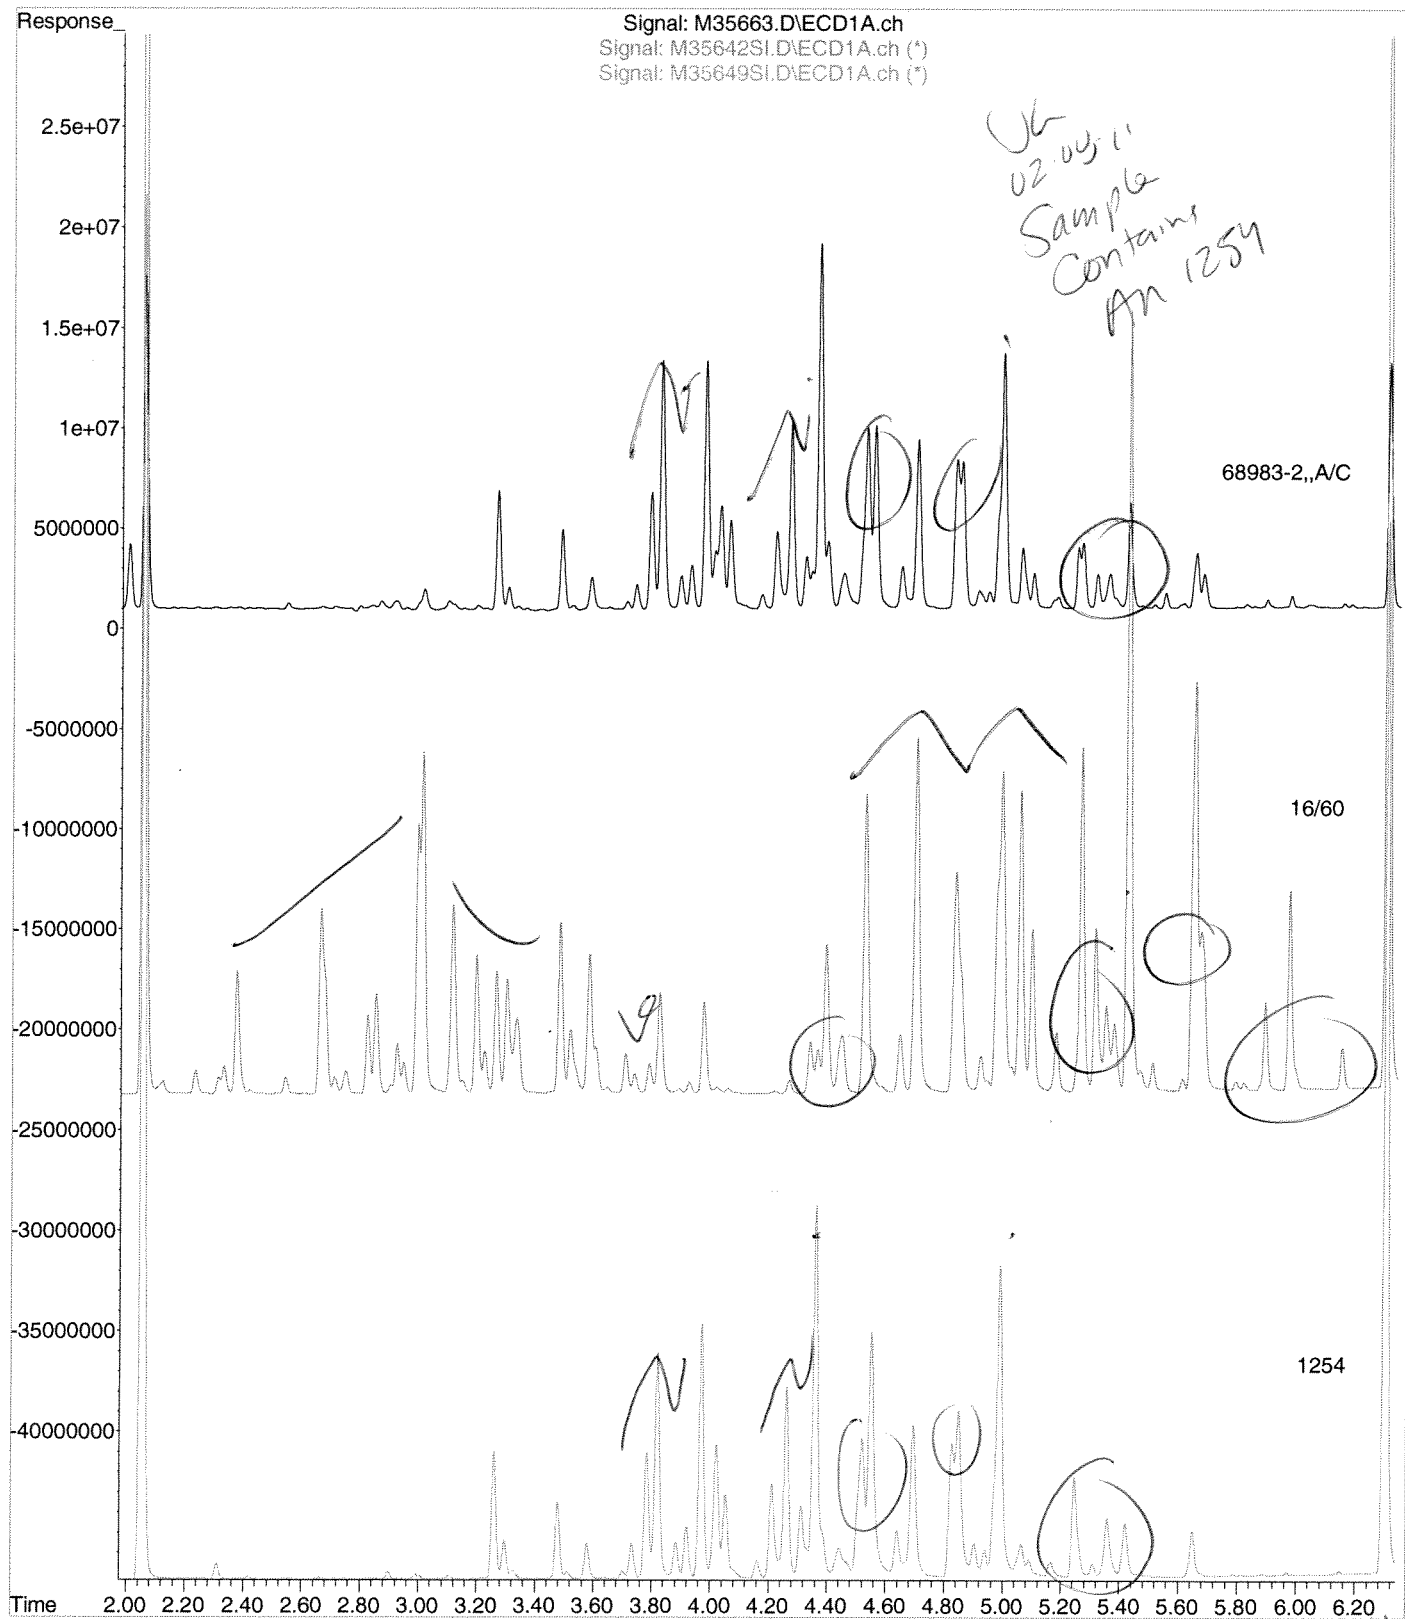 Response
Signal: M35663.D\ECD1A.ch
Signal: M35642SI.D\ECD1A.ch (*)
Signal: M35649SI.D\ECD1A.ch (*)
2.5e+07
2e+07
1.5e+07
1e+07
5000000
0
-5000000
-10000000
-15000000
-20000000
-25000000
-30000000
-35000000
-40000000
Sample
Contains
1254
68983-2,,A/C
16/60
1254
Time
2.00 2.20 2.40 2.60 2.80 3.00 3.20 3.40 3.60 3.80 4.00 4.20 4.40 4.60 4.80 5.00 5.20 5.40 5.60 5.80 6.00 6.20